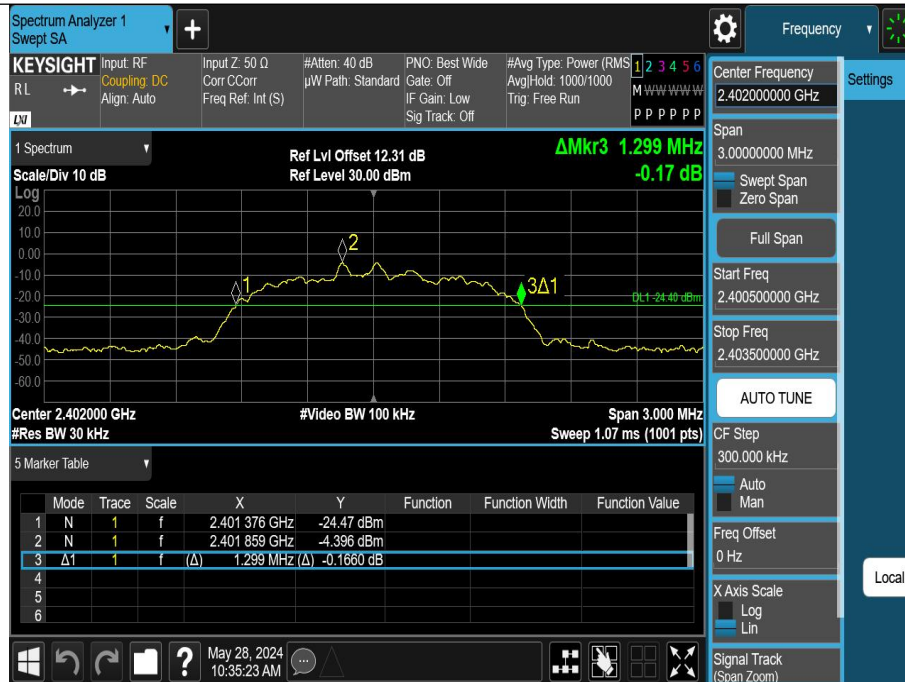 Spectrum Analyzer 1
Swept SA
Frequency
KEYSIGHT
RL
LXI
Input: RF
Coupling: DC
Align: Auto
Input Z: 50 Ω
Corr CCorr
Freq Ref: Int (S)
#Atten: 40 dB
µW Path: Standard
PNO: Best Wide
Gate: Off
IF Gain: Low
Sig Track: Off
#Avg Type: Power (RMS
Avg|Hold: 1000/1000
Trig: Free Run
1 2 3 4 5 6
M W W W W W
P P P P P P
1 Spectrum
Scale/Div 10 dB
Ref Lvl Offset 12.31 dB
Ref Level 30.00 dBm
ΔMkr3 1.299 MHz
-0.17 dB
Log
20.0
10.0
0.00
-10.0
-20.0
-30.0
-40.0
-50.0
-60.0
1
2
3Δ1
DL1 -24.40 dBm
Center 2.402000 GHz
#Video BW 100 kHz
Span 3.000 MHz
#Res BW 30 kHz
Sweep 1.07 ms (1001 pts)
5 Marker Table
Mode Trace Scale X Y Function Function Width Function Value
1 N 1 f 2.401 376 GHz -24.47 dBm
2 N 1 f 2.401 859 GHz -4.396 dBm
3 Δ1 1 f (Δ) 1.299 MHz (Δ) -0.1660 dB
4
5
6
May 28, 2024
10:35:23 AM
Center Frequency
2.402000000 GHz
Span
3.00000000 MHz
Swept Span
Zero Span
Full Span
Start Freq
2.400500000 GHz
Stop Freq
2.403500000 GHz
AUTO TUNE
CF Step
300.000 kHz
Auto
Man
Freq Offset
0 Hz
X Axis Scale
Log
Lin
Signal Track
(Span Zoom)
Settings
Local